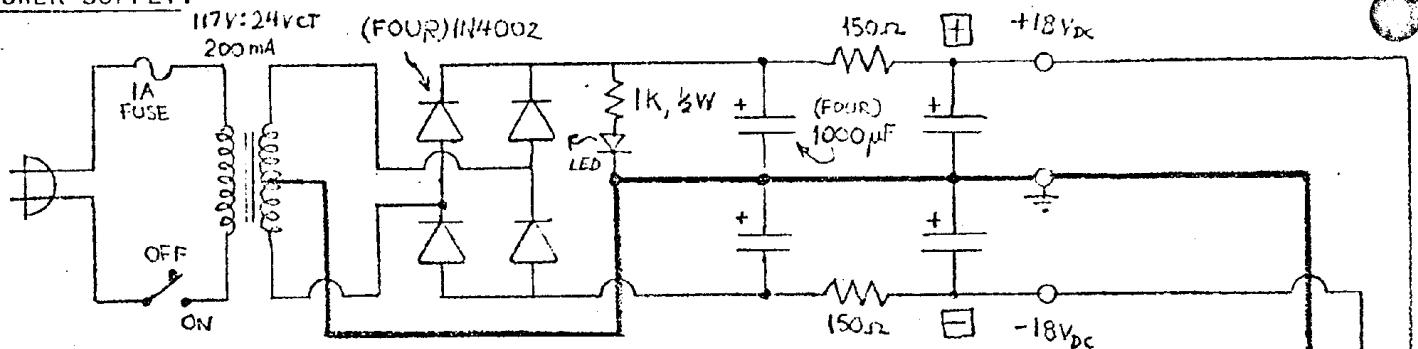 117V:24VCT
200mA
(FOUR)1N4002
150Ω
+
+18VDC
1A
FUSE
1K, ½W
+
(FOUR)
1000μF
+
LED
OFF
+
+
ON
150Ω
−
-18VDC